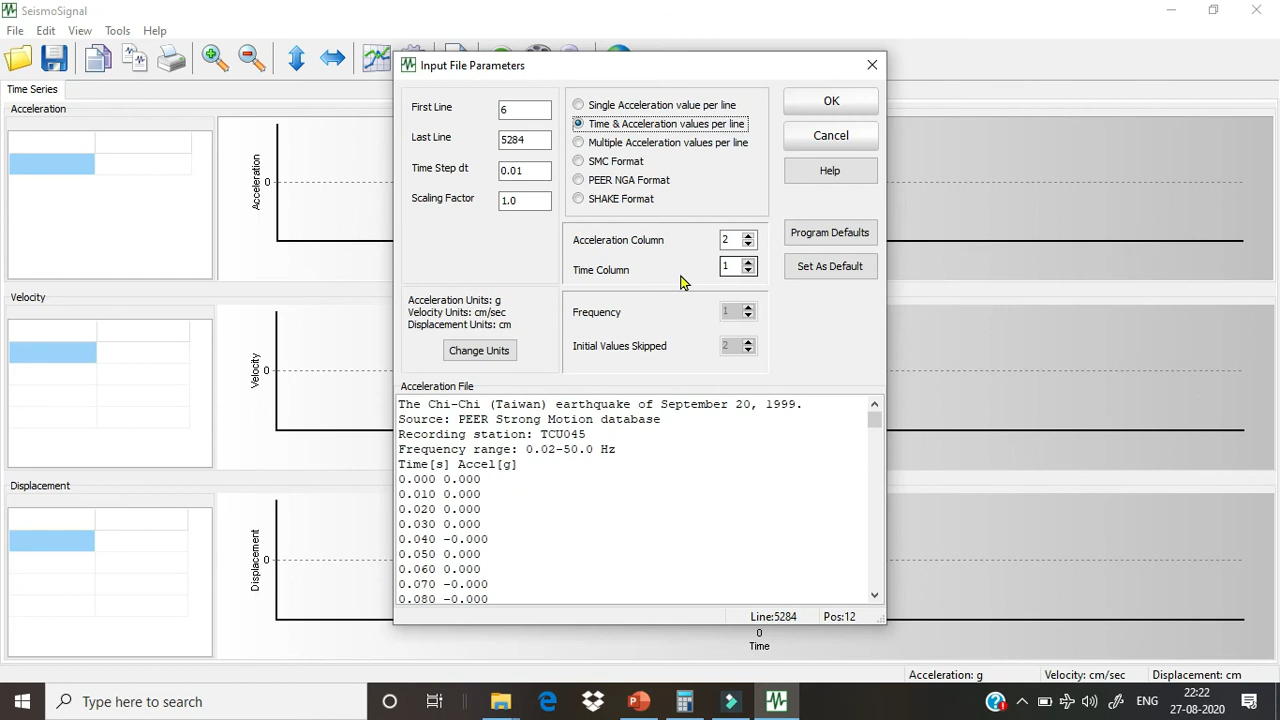 SeismoSignal
File Edit View Tools Help
Time Series
Acceleration
Acceleration
0
Velocity
Velocity
0
Displacement
Displacement
0
0
Time
Input File Parameters
First Line 6
Last Line 5284
Time Step dt 0.01
Scaling Factor 1.0
Single Acceleration value per line
Time & Acceleration values per line
Multiple Acceleration values per line
SMC Format
PEER NGA Format
SHAKE Format
OK
Cancel
Help
Acceleration Column 2
Time Column 1
Program Defaults
Set As Default
Acceleration Units: g
Velocity Units: cm/sec
Displacement Units: cm
Change Units
Frequency 1
Initial Values Skipped 2
Acceleration File
The Chi-Chi (Taiwan) earthquake of September 20, 1999.
Source: PEER Strong Motion database
Recording station: TCU045
Frequency range: 0.02-50.0 Hz
Time[s] Accel[g]
0.000 0.000
0.010 0.000
0.020 0.000
0.030 0.000
0.040 -0.000
0.050 0.000
0.060 0.000
0.070 -0.000
0.080 -0.000
Line:5284 Pos:12
Acceleration: g Velocity: cm/sec Displacement: cm
Type here to search
ENG
22:22
27-08-2020